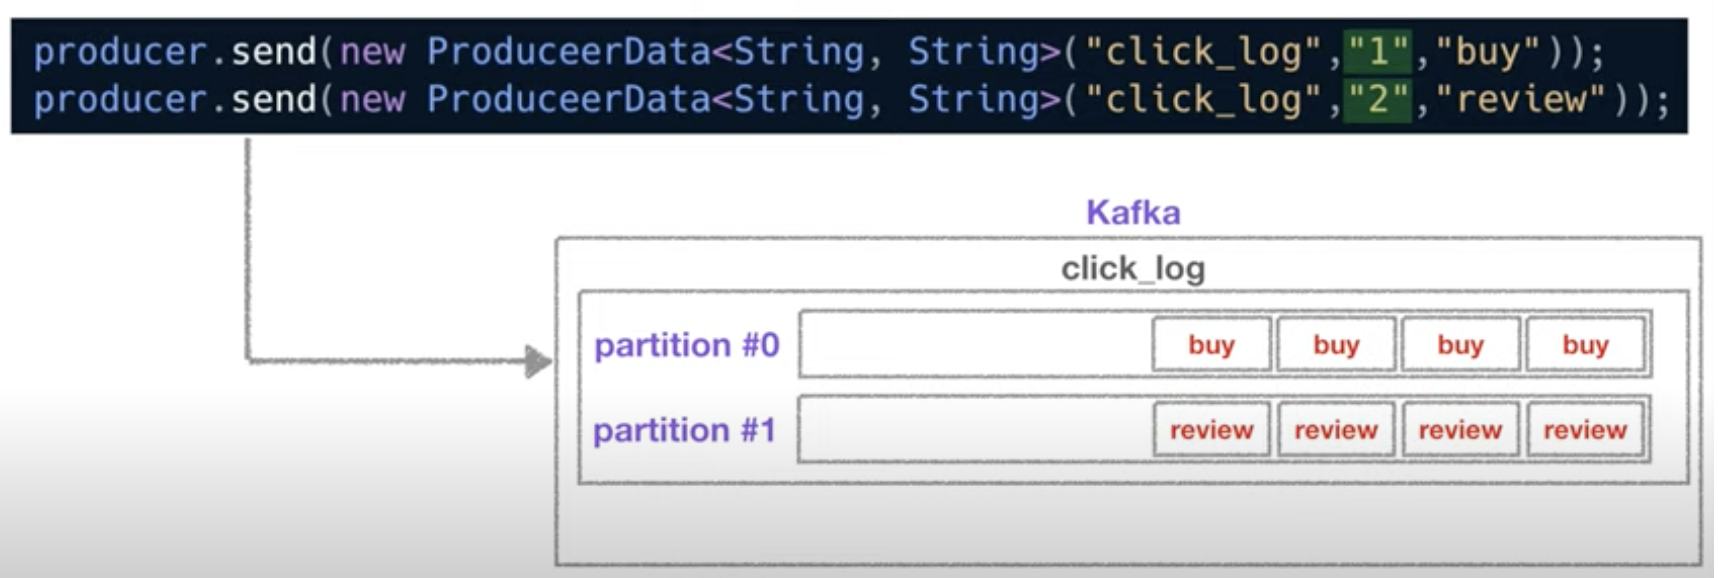 producer.send(new ProduceerData<String, String>("click_log","1","buy"));
producer.send(new ProduceerData<String, String>("click_log","2","review"));
Kafka
click_log
partition #0 buy buy buy buy
partition #1 review review review review